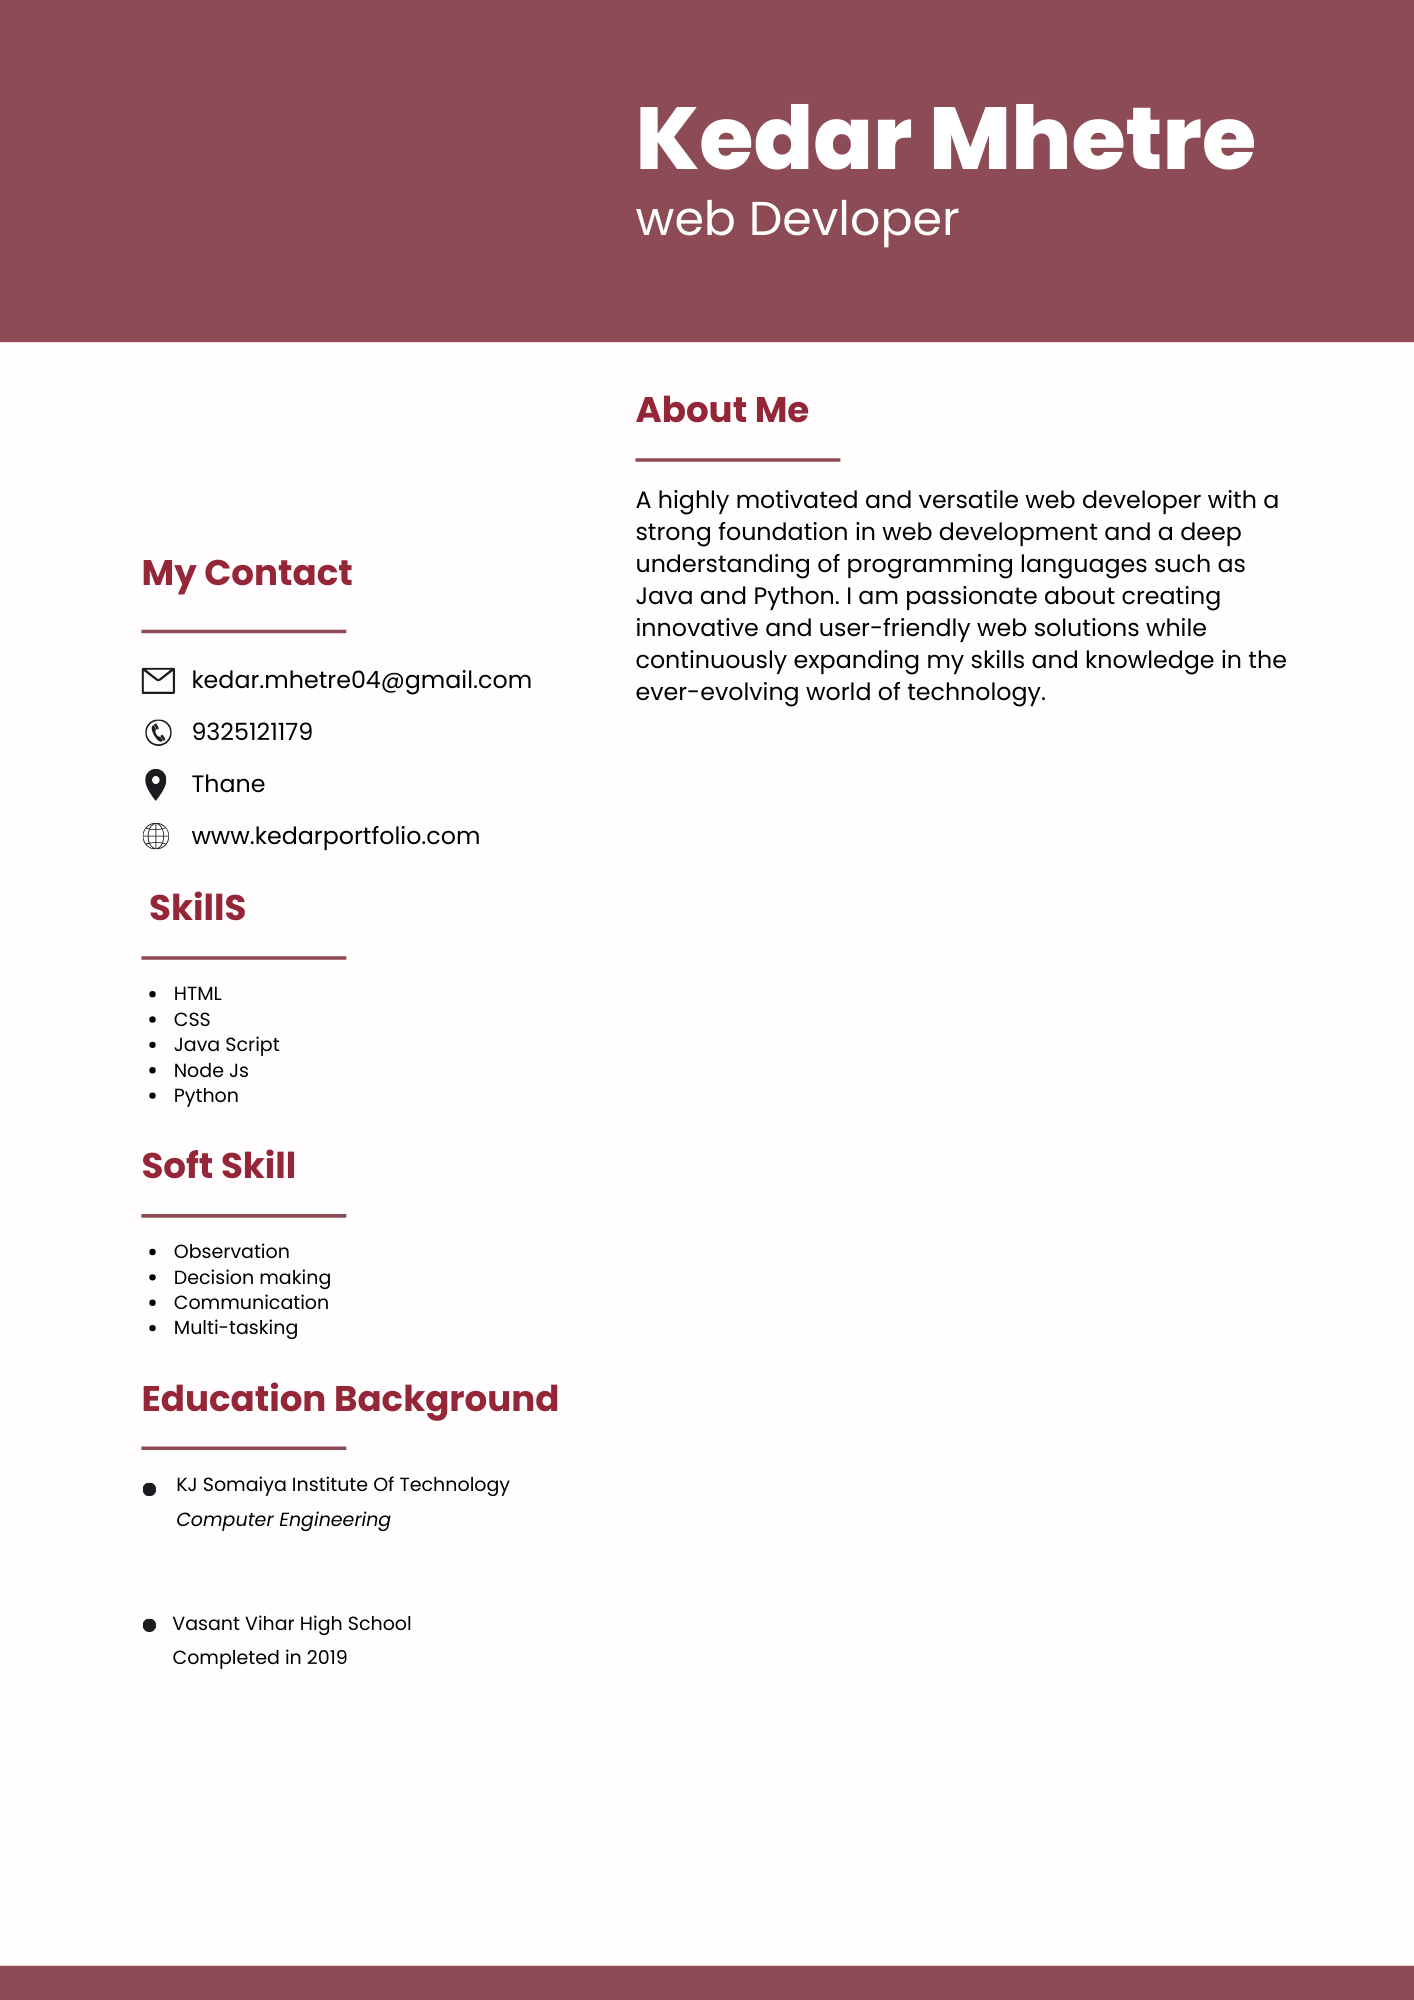 Kedar Mhetre
web Devloper
About Me
A highly motivated and versatile web developer with a
strong foundation in web development and a deep
understanding of programming languages such as
Java and Python. I am passionate about creating
innovative and user-friendly web solutions while
continuously expanding my skills and knowledge in the
ever-evolving world of technology.
My Contact
kedar.mhetre04@gmail.com
9325121179
Thane
www.kedarportfolio.com
SkillS
• HTML
• CSS
• Java Script
• Node Js
• Python
Soft Skill
• Observation
• Decision making
• Communication
• Multi-tasking
Education Background
• KJ Somaiya Institute Of Technology
Computer Engineering
• Vasant Vihar High School
Completed in 2019